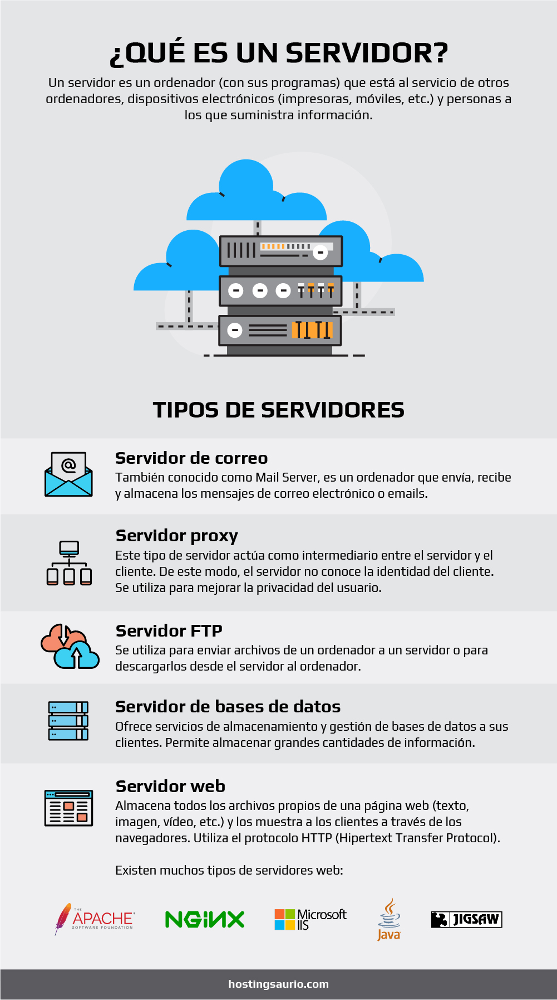 ¿QUÉ ES UN SERVIDOR?
Un servidor es un ordenador (con sus programas) que está al servicio de otros
ordenadores, dispositivos electrónicos (impresoras, móviles, etc.) y personas a
los que suministra información.
TIPOS DE SERVIDORES
@
Servidor de correo
También conocido como Mail Server, es un ordenador que envía, recibe
y almacena los mensajes de correo electrónico o emails.
Servidor proxy
Este tipo de servidor actúa como intermediario entre el servidor y el
cliente. De este modo, el servidor no conoce la identidad del cliente.
Se utiliza para mejorar la privacidad del usuario.
Servidor FTP
Se utiliza para enviar archivos de un ordenador a un servidor o para
descargarlos desde el servidor al ordenador.
Servidor de bases de datos
Ofrece servicios de almacenamiento y gestión de bases de datos a sus
clientes. Permite almacenar grandes cantidades de información.
Servidor web
Almacena todos los archivos propios de una página web (texto,
imagen, vídeo, etc.) y los muestra a los clientes a través de los
navegadores. Utiliza el protocolo HTTP (Hipertext Transfer Protocol).
Existen muchos tipos de servidores web:
THE
APACHE®
SOFTWARE FOUNDATION
NGiNX
Microsoft
IIS
Java
JIGSAW
hostingsaurio.com